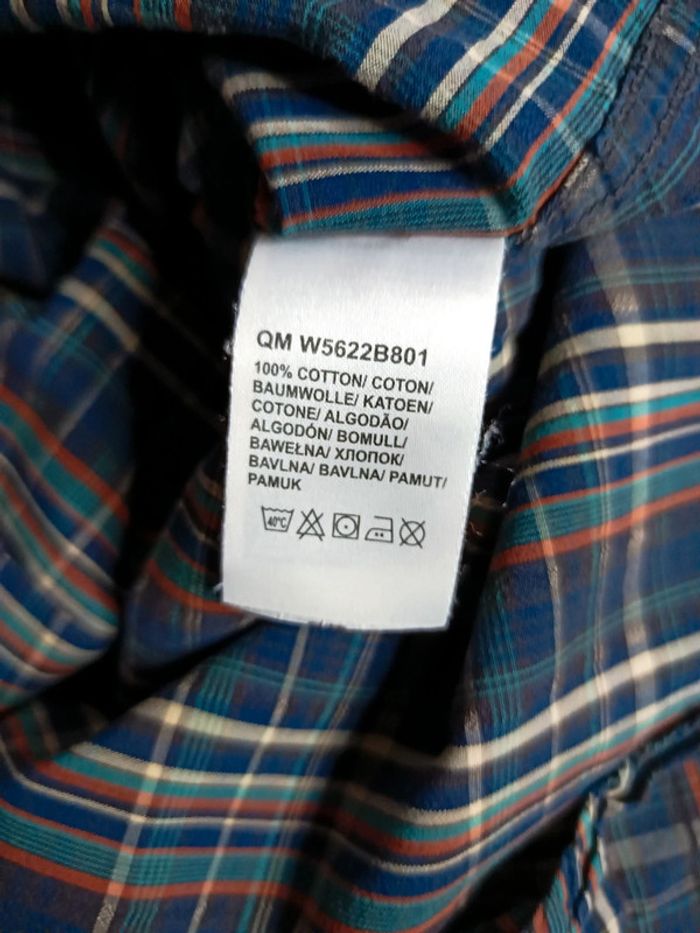 QM W5622B801
100% COTTON/ COTON/
BAUMWOLLE/ KATOEN/
COTONE/ ALGODÃO/
ALGODÓN/ BOMULL/
BAWEŁNA/ ХЛОПОК/
BAVLNA/ BAVLNA/ PAMUT/
PAMUK
40°C